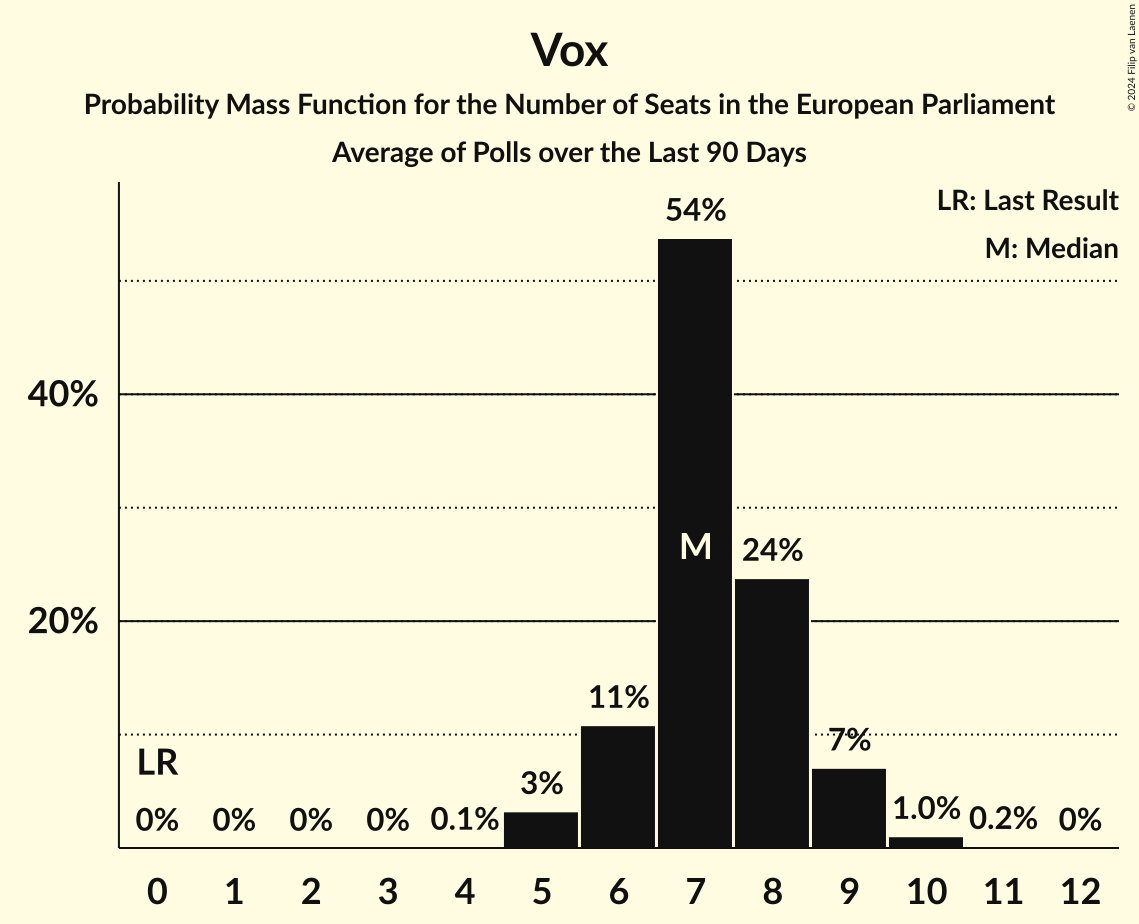 Vox
Probability Mass Function for the Number of Seats in the European Parliament
Average of Polls over the Last 90 Days
© 2024 Filip van Laenen
LR: Last Result
M: Median
54%
40%
M
24%
20%
11%
7%
LR
3%
0% 0% 0% 0% 0.1% 1.0% 0.2% 0%
0 1 2 3 4 5 6 7 8 9 10 11 12